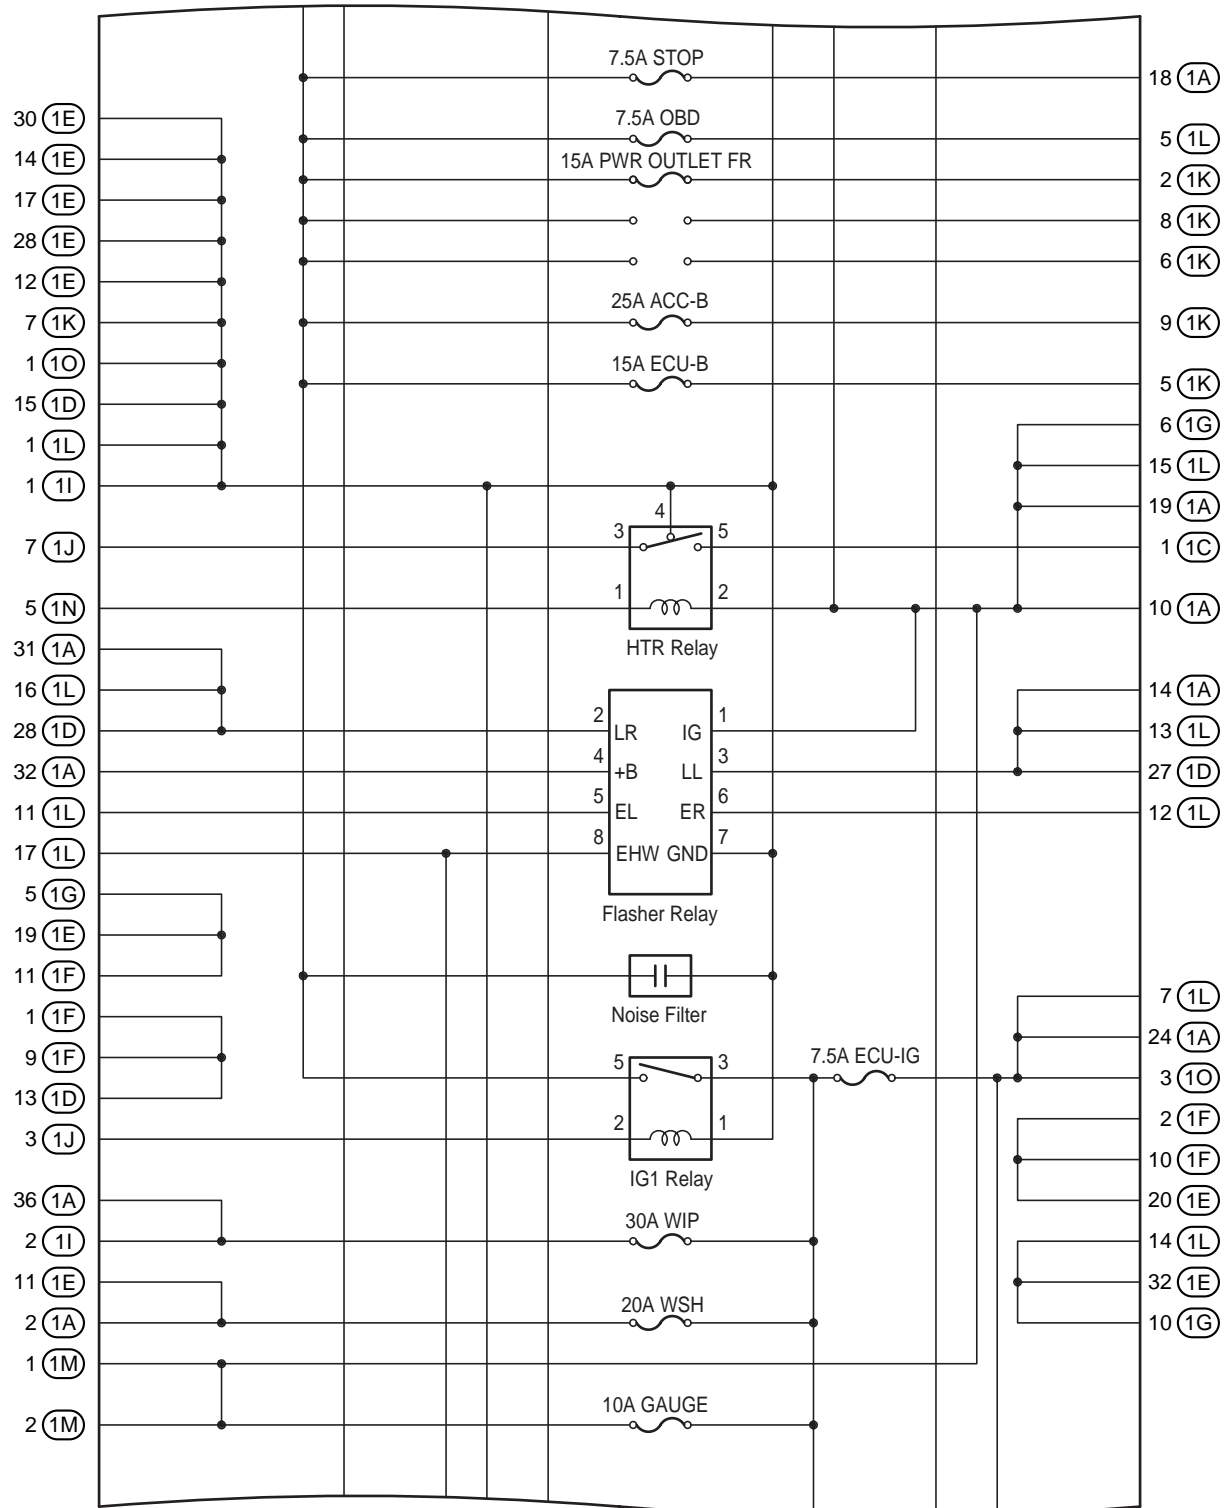 7.5A STOP
18 1A
30 1E
7.5A OBD
5 1L
14 1E
15A PWR OUTLET FR
2 1K
17 1E
8 1K
28 1E
6 1K
12 1E
25A ACC-B
7 1K
9 1K
1 1O
15A ECU-B
5 1K
15 1D
6 1G
1 1L
15 1L
1 1I
4
19 1A
3 5
7 1J
1 1C
1 2
5 1N
10 1A
HTR Relay
31 1A
16 1L
14 1A
2 1
28 1D
LR IG
13 1L
4 3
32 1A
+B LL
27 1D
5 6
11 1L
EL ER
12 1L
8 7
17 1L
EHW GND
5 1G
Flasher Relay
19 1E
11 1F
7 1L
Noise Filter
1 1F
24 1A
7.5A ECU-IG
5 3
9 1F
3 1O
13 1D
2 1F
2 1
3 1J
10 1F
IG1 Relay
36 1A
20 1E
30A WIP
2 1I
14 1L
11 1E
32 1E
20A WSH
2 1A
10 1G
1 1M
10A GAUGE
2 1M